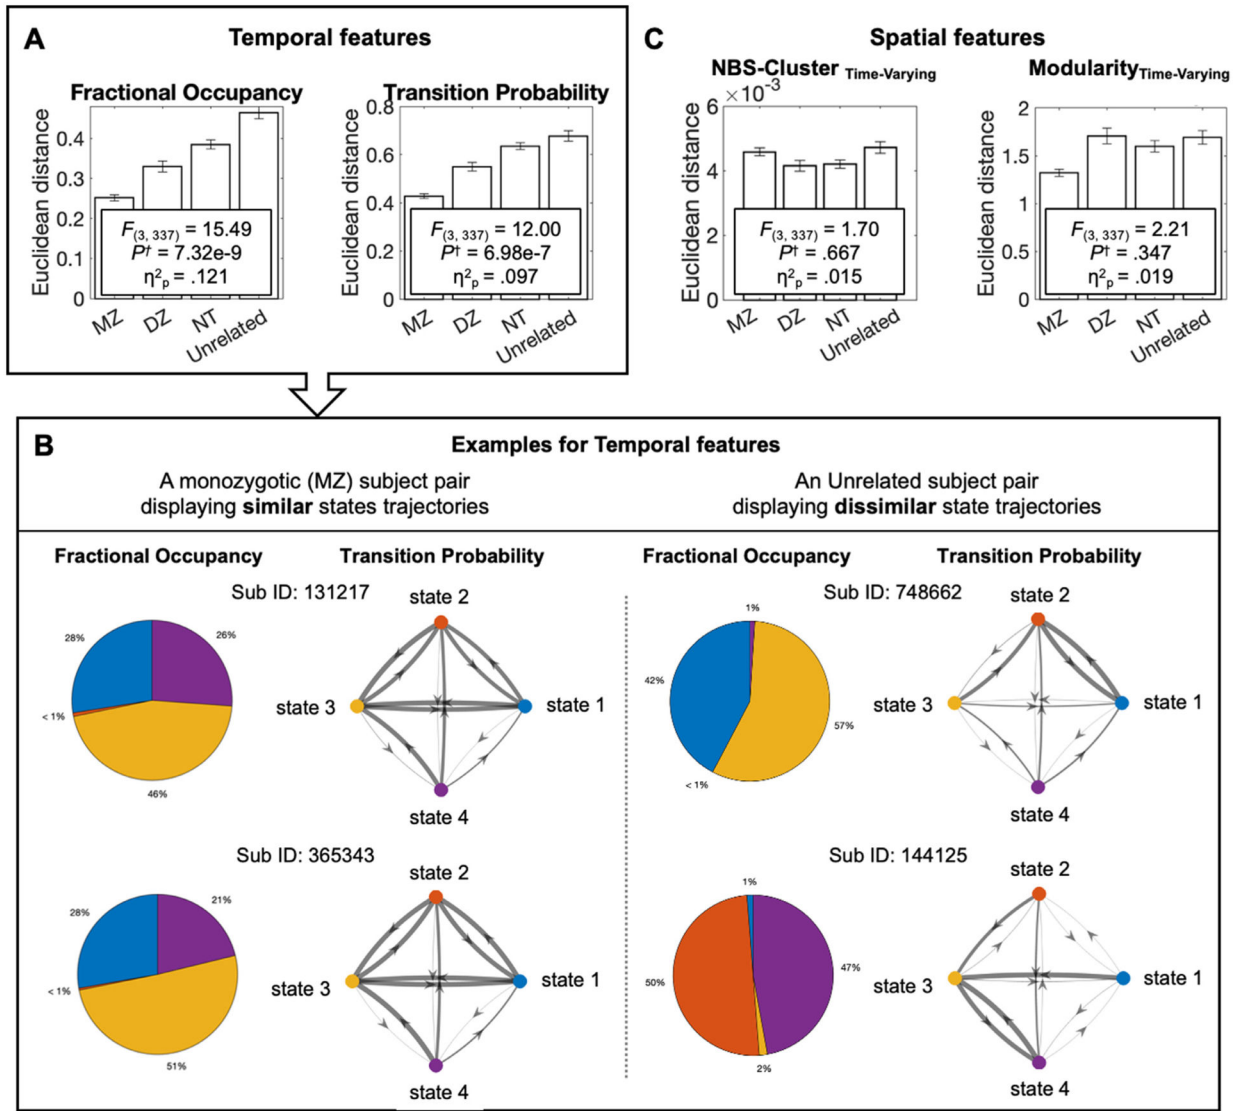 A
Temporal features
Fractional Occupancy
Euclidean distance
0.4
0.3
0.2
0.1
0
F(3, 337) = 15.49
P† = 7.32e-9
η²p = .121
MZ
DZ
NT
Unrelated
Transition Probability
Euclidean distance
0.8
0.6
0.4
0.2
0
F(3, 337) = 12.00
P† = 6.98e-7
η²p = .097
MZ
DZ
NT
Unrelated
C
Spatial features
NBS-Cluster Time-Varying
×10-3
Euclidean distance
6
4
2
0
F(3, 337) = 1.70
P† = .667
η²p = .015
MZ
DZ
NT
Unrelated
ModularityTime-Varying
Euclidean distance
2
1.5
1
0.5
0
F(3, 337) = 2.21
P† = .347
η²p = .019
MZ
DZ
NT
Unrelated
B
Examples for Temporal features
A monozygotic (MZ) subject pair
displaying similar states trajectories
An Unrelated subject pair
displaying dissimilar state trajectories
Fractional Occupancy
Transition Probability
Sub ID: 131217
28%
26%
< 1%
46%
state 2
state 3
state 1
state 4
Sub ID: 365343
28%
21%
< 1%
51%
state 2
state 3
state 1
state 4
Fractional Occupancy
Transition Probability
Sub ID: 748662
1%
42%
57%
< 1%
state 2
state 3
state 1
state 4
Sub ID: 144125
1%
50%
47%
2%
state 2
state 3
state 1
state 4